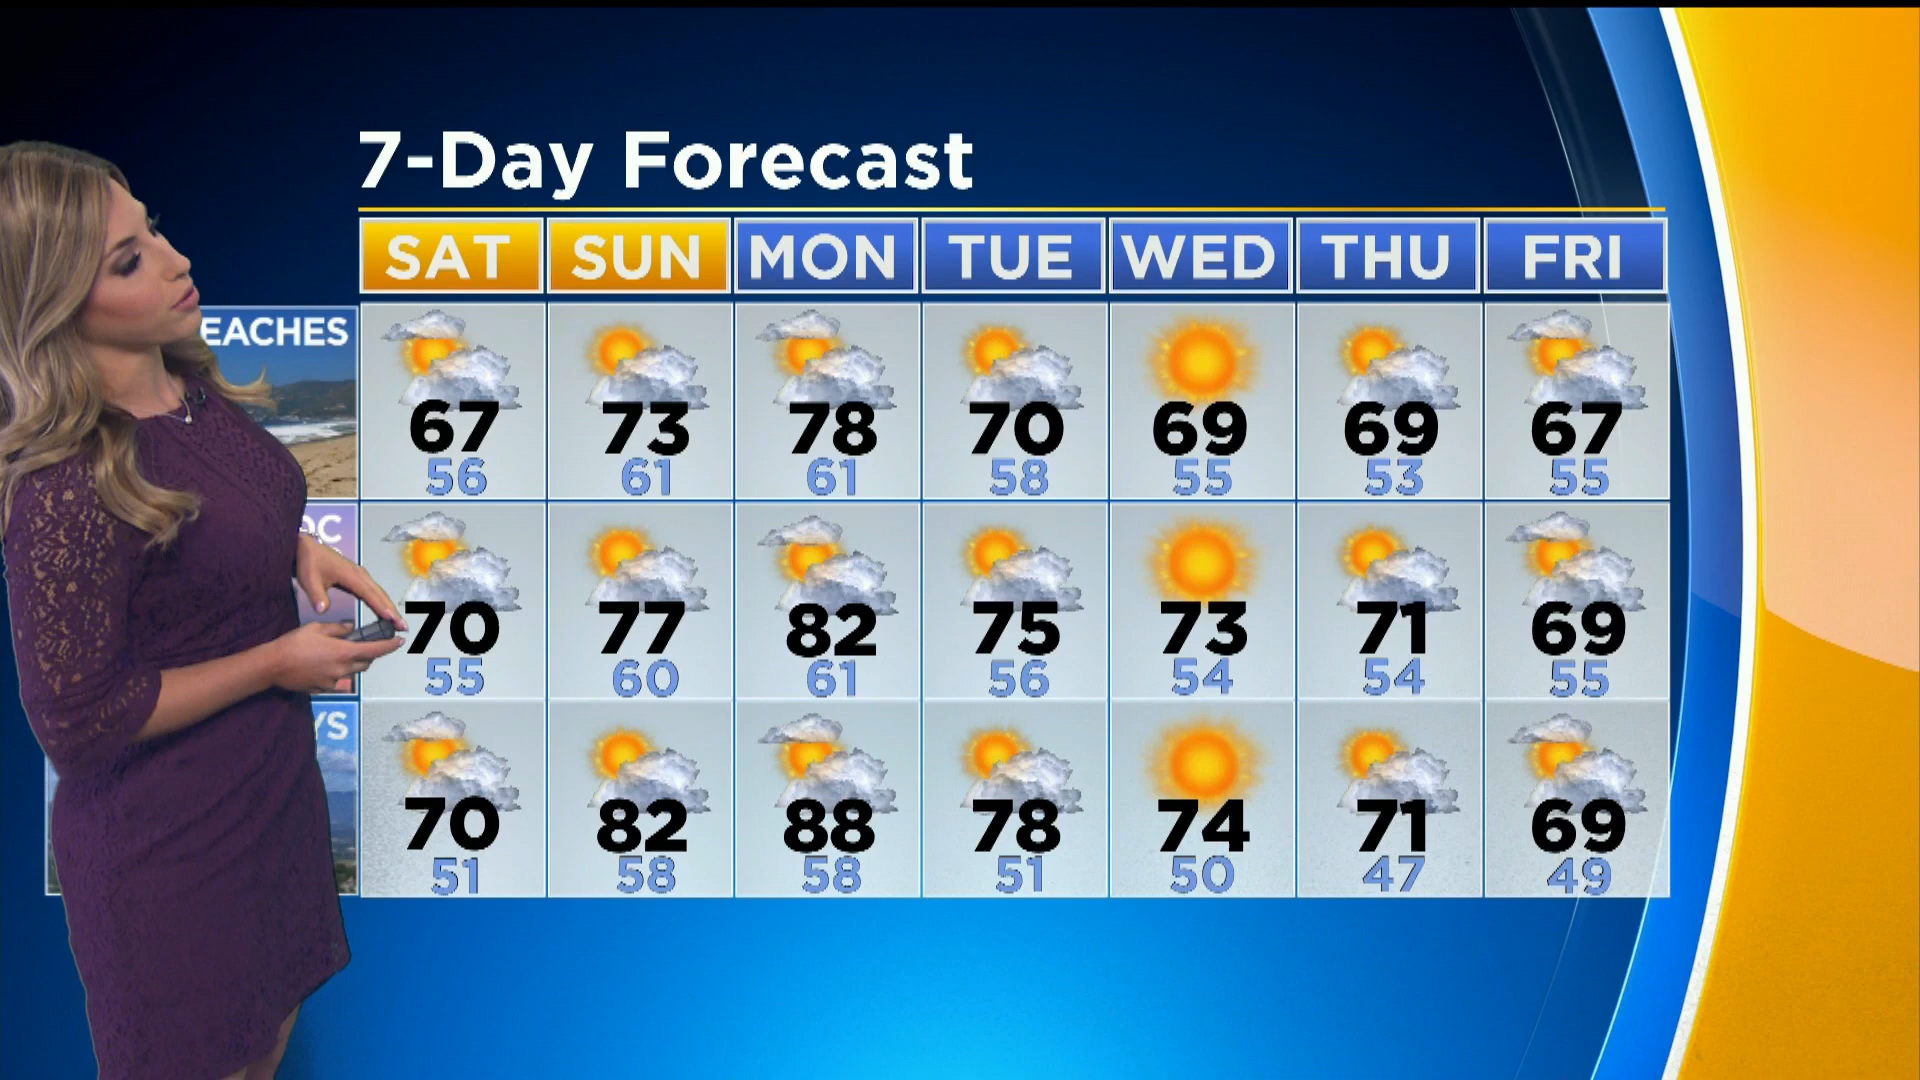 7-Day Forecast
SAT SUN MON TUE WED THU FRI
EACHES
67 73 78 70 69 69 67
56 61 61 58 55 53 55
OC
70 77 82 75 73 71 69
55 60 61 56 54 54 55
YS
70 82 88 78 74 71 69
51 58 58 51 50 47 49